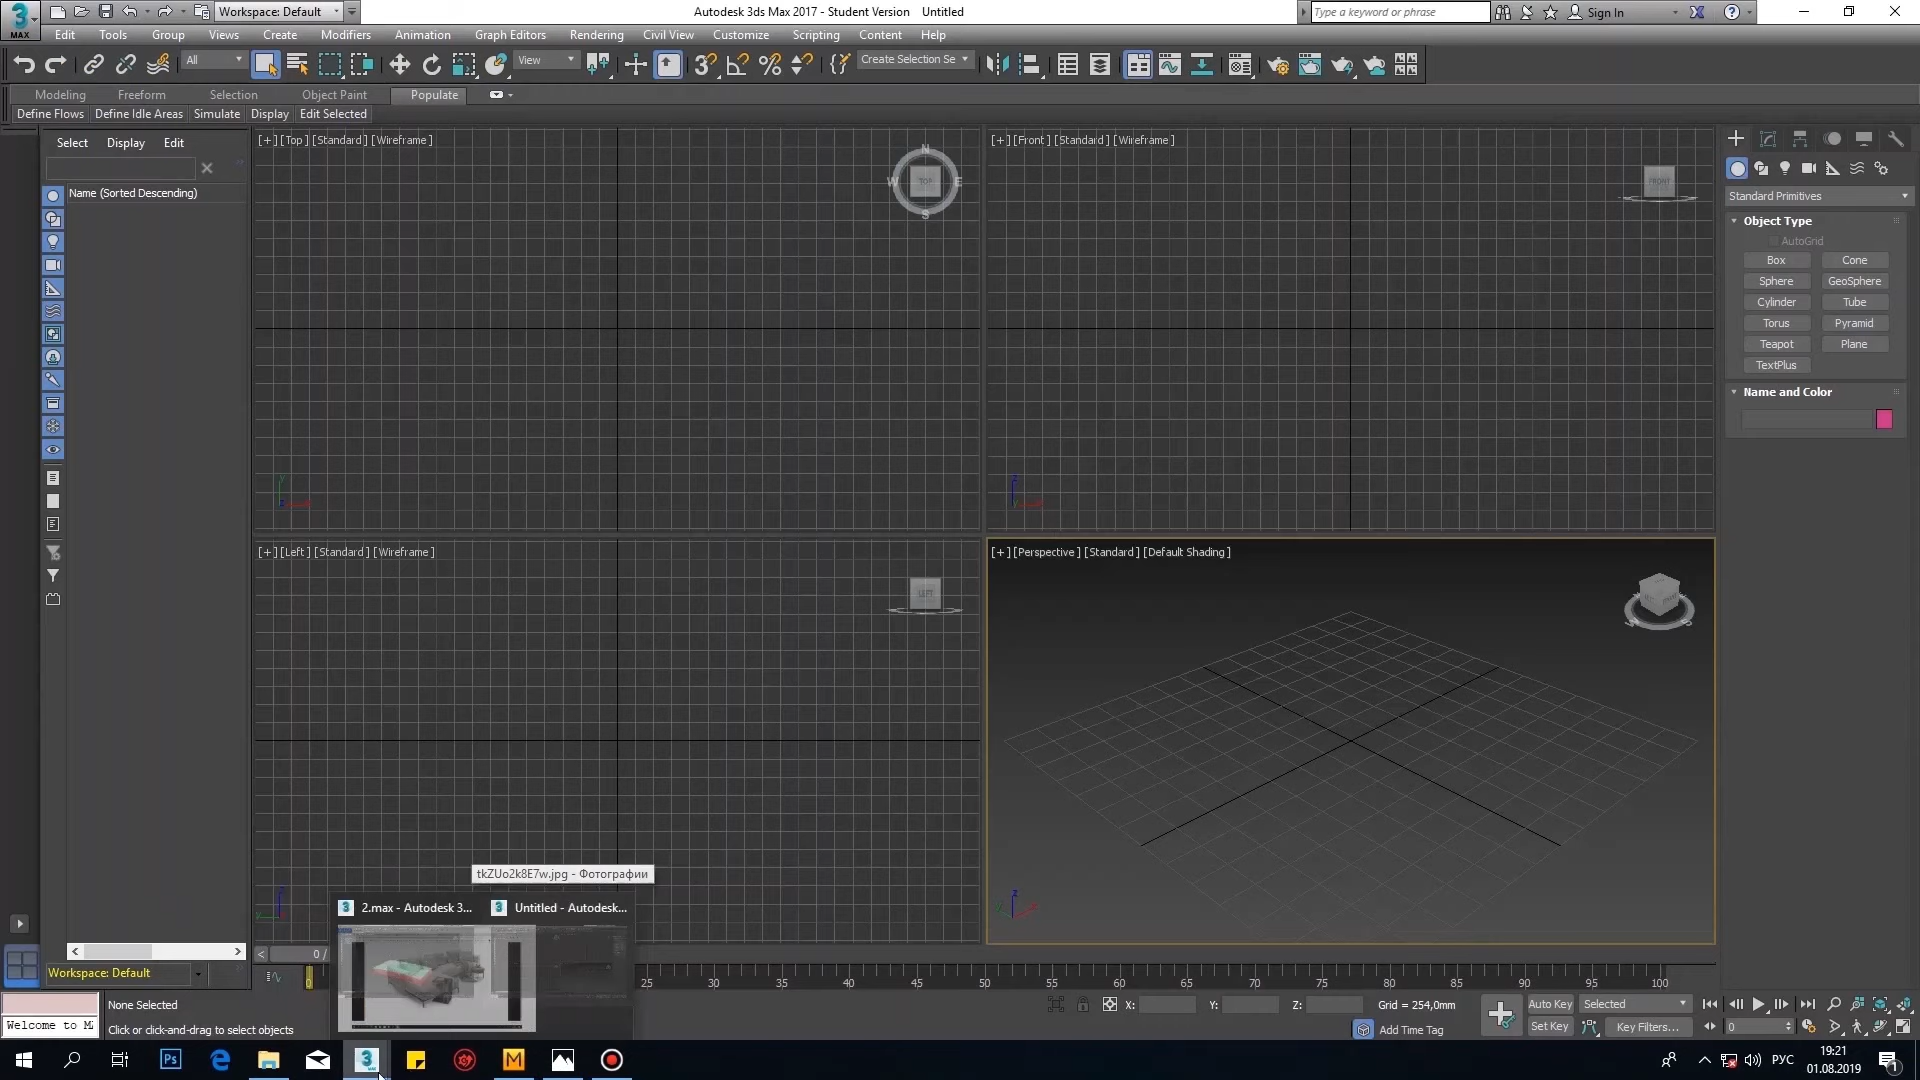 Workspace: Default
Autodesk 3ds Max 2017 - Student Version    Untitled
Type a keyword or phrase
Sign In
MAX
Edit Tools Group Views Create Modifiers Animation Graph Editors Rendering Civil View Customize Scripting Content Help
All
View
Create Selection Se
Modeling Freeform Selection Object Paint Populate
Define Flows Define Idle Areas Simulate Display Edit Selected
Select Display Edit
Name (Sorted Descending)
[+] [Top] [Standard] [Wireframe]
N
W TOP E
S
[+] [Front] [Standard] [Wireframe]
FRONT
[+] [Left] [Standard] [Wireframe]
LEFT
[+] [Perspective] [Standard] [Default Shading]
Standard Primitives
Object Type
AutoGrid
Box Cone
Sphere GeoSphere
Cylinder Tube
Torus Pyramid
Teapot Plane
TextPlus
Name and Color
tkZUo2k8E7w.jpg - Фотографии
2.max - Autodesk 3...
Untitled - Autodesk...
0 /
Workspace: Default
0
25 30 35 40 45 50 55 60 65 70 75 80 85 90 95 100
None Selected
Welcome to M
Click or click-and-drag to select objects
X: Y: Z: Grid = 254,0mm
Add Time Tag
Auto Key Selected
Set Key Key Filters...
0
Ps
РУС
19:21
01.08.2019
1